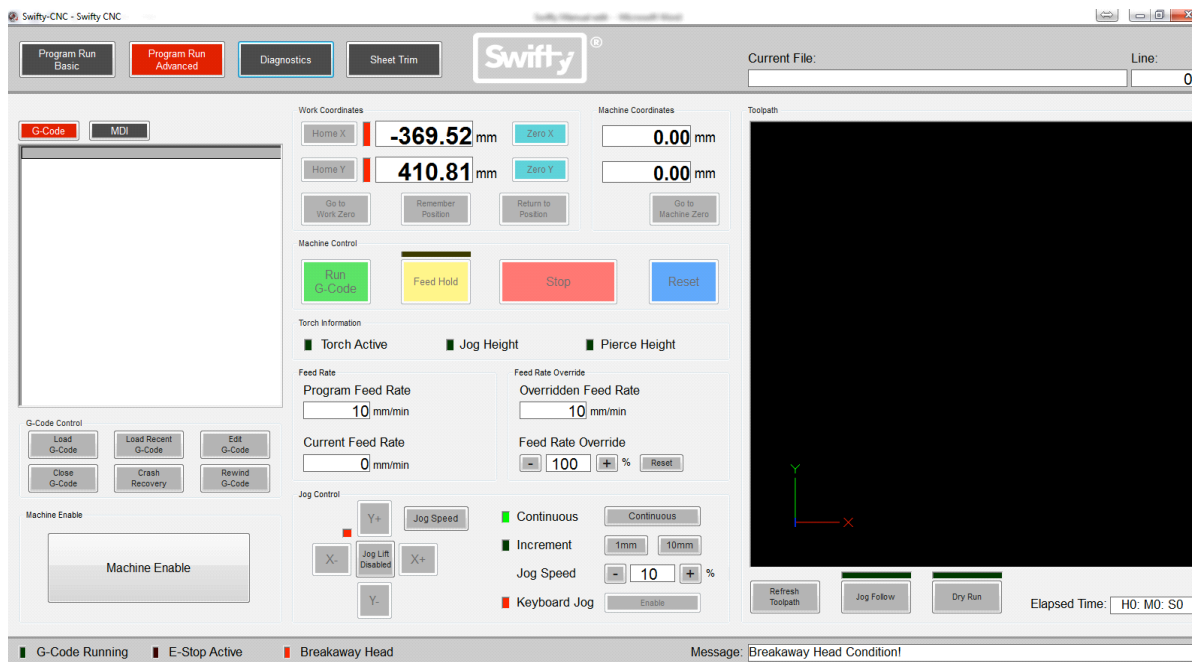 Swifty-CNC - Swifty CNC
Program Run
Basic
Program Run
Advanced
Diagnostics
Sheet Trim
Swifty®
Current File:
Line:
0
G-Code
MDI
Work Coordinates
Home X
-369.52 mm
Zero X
Home Y
410.81 mm
Zero Y
Go to
Work Zero
Remember
Position
Return to
Position
Machine Coordinates
0.00 mm
0.00 mm
Go to
Machine Zero
Toolpath
Machine Control
Run
G-Code
Feed Hold
Stop
Reset
Torch Information
Torch Active
Jog Height
Pierce Height
Feed Rate
Program Feed Rate
10 mm/min
Current Feed Rate
0 mm/min
Feed Rate Override
Overridden Feed Rate
10 mm/min
Feed Rate Override
- 100 + %
Reset
G-Code Control
Load
G-Code
Load Recent
G-Code
Edit
G-Code
Close
G-Code
Crash
Recovery
Rewind
G-Code
Machine Enable
Machine Enable
Jog Control
Y+
Jog Speed
X-
Jog Lift
Disabled
X+
Y-
Continuous
Continuous
Increment
1mm
10mm
Jog Speed
- 10 + %
Keyboard Jog
Enable
Y
X
Refresh
Toolpath
Jog Follow
Dry Run
Elapsed Time: H0: M0: S0
G-Code Running
E-Stop Active
Breakaway Head
Message: Breakaway Head Condition!